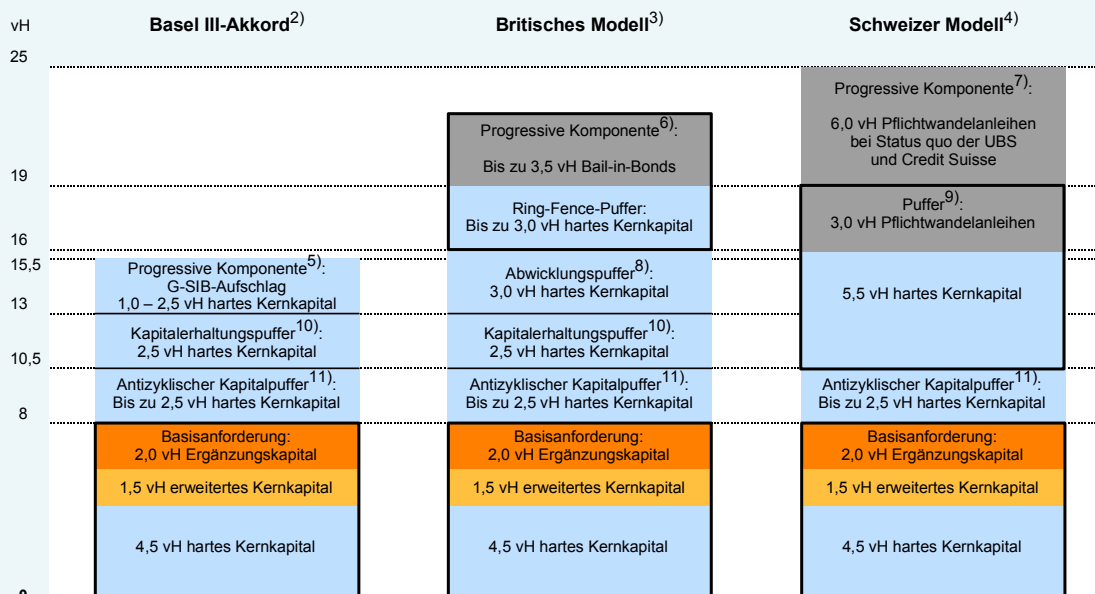 vH
Basel III-Akkord2)
Britisches Modell3)
Schweizer Modell4)
25
Progressive Komponente7):
6,0 vH Pflichtwandelanleihen
bei Status quo der UBS
und Credit Suisse
Progressive Komponente6):
Bis zu 3,5 vH Bail-in-Bonds
19
Puffer9):
3,0 vH Pflichtwandelanleihen
Ring-Fence-Puffer:
Bis zu 3,0 vH hartes Kernkapital
16
15,5
Progressive Komponente5):
G-SIB-Aufschlag
1,0 – 2,5 vH hartes Kernkapital
Abwicklungspuffer8):
3,0 vH hartes Kernkapital
5,5 vH hartes Kernkapital
13
Kapitalerhaltungspuffer10):
2,5 vH hartes Kernkapital
Kapitalerhaltungspuffer10):
2,5 vH hartes Kernkapital
10,5
Antizyklischer Kapitalpuffer11):
Bis zu 2,5 vH hartes Kernkapital
Antizyklischer Kapitalpuffer11):
Bis zu 2,5 vH hartes Kernkapital
Antizyklischer Kapitalpuffer11):
Bis zu 2,5 vH hartes Kernkapital
8
Basisanforderung:
2,0 vH Ergänzungskapital
Basisanforderung:
2,0 vH Ergänzungskapital
Basisanforderung:
2,0 vH Ergänzungskapital
1,5 vH erweitertes Kernkapital
1,5 vH erweitertes Kernkapital
1,5 vH erweitertes Kernkapital
4,5 vH hartes Kernkapital
4,5 vH hartes Kernkapital
4,5 vH hartes Kernkapital